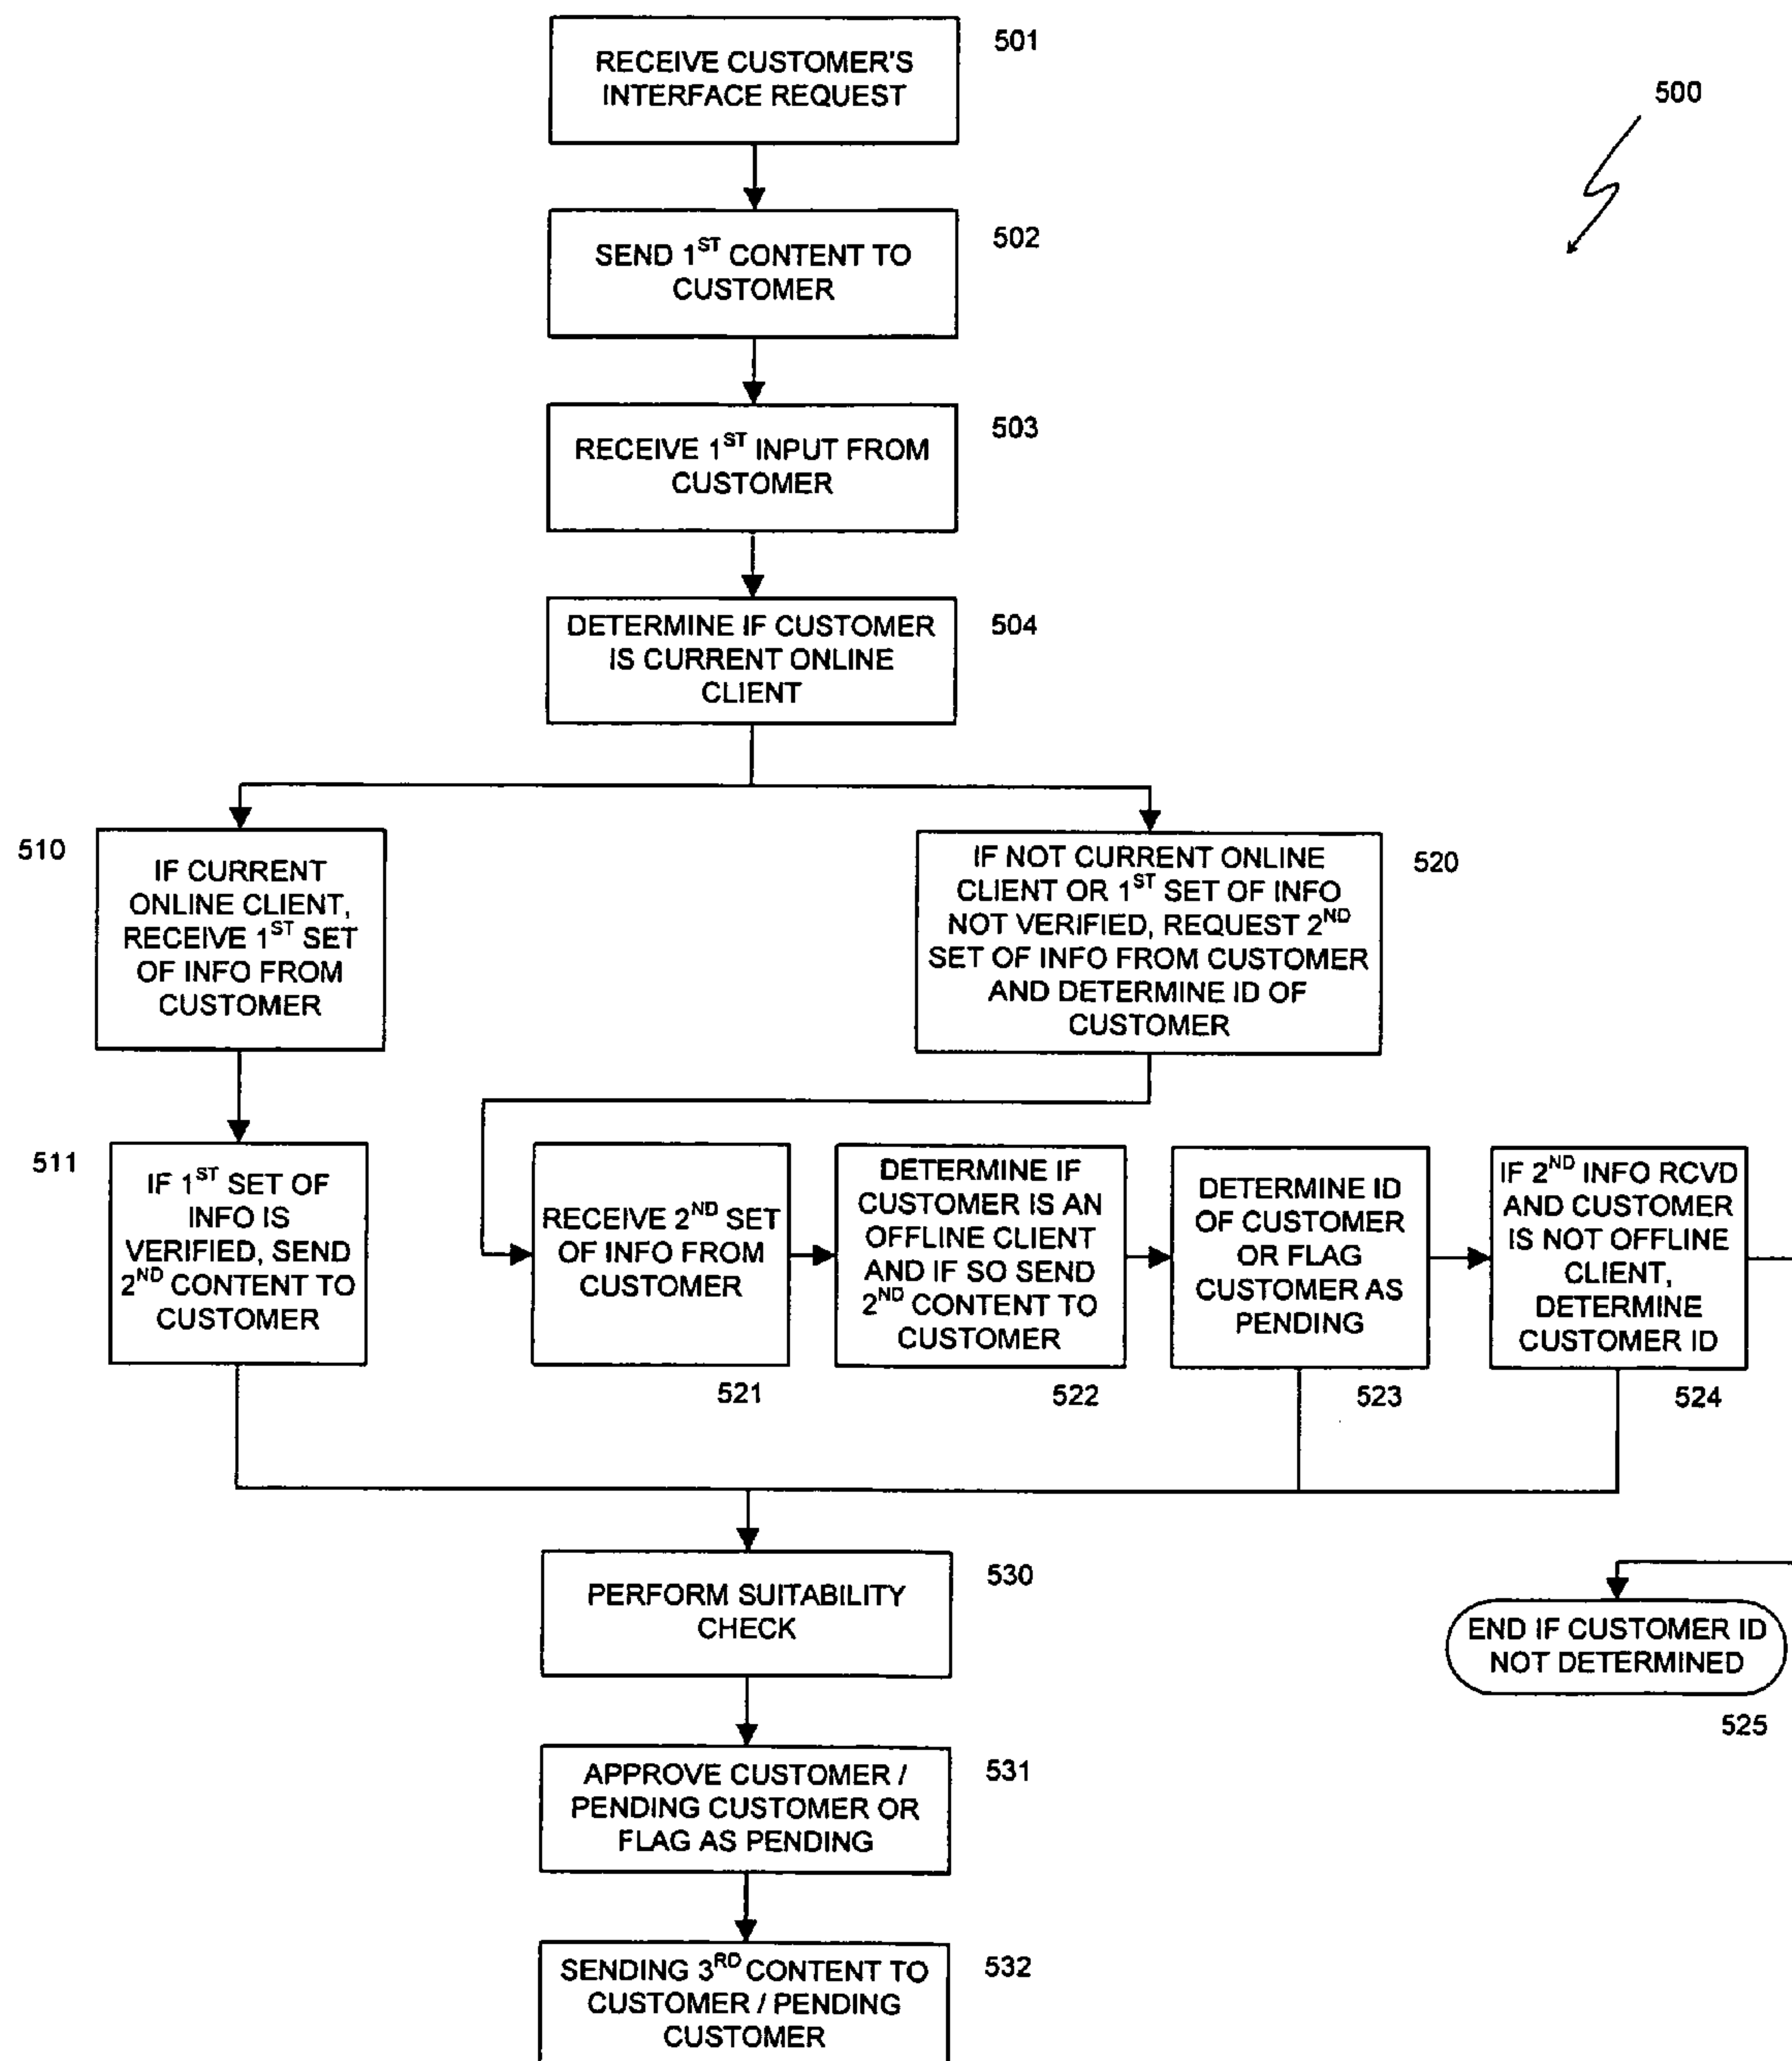 RECEIVE CUSTOMER'S
INTERFACE REQUEST
501
500
SEND 1ST CONTENT TO
CUSTOMER
502
RECEIVE 1ST INPUT FROM
CUSTOMER
503
DETERMINE IF CUSTOMER
IS CURRENT ONLINE
CLIENT
504
510
IF CURRENT
ONLINE CLIENT,
RECEIVE 1ST SET
OF INFO FROM
CUSTOMER
IF NOT CURRENT ONLINE
CLIENT OR 1ST SET OF INFO
NOT VERIFIED, REQUEST 2ND
SET OF INFO FROM CUSTOMER
AND DETERMINE ID OF
CUSTOMER
520
511
IF 1ST SET OF
INFO IS
VERIFIED, SEND
2ND CONTENT TO
CUSTOMER
RECEIVE 2ND SET
OF INFO FROM
CUSTOMER
521
DETERMINE IF
CUSTOMER IS AN
OFFLINE CLIENT
AND IF SO SEND
2ND CONTENT TO
CUSTOMER
522
DETERMINE ID
OF CUSTOMER
OR FLAG
CUSTOMER AS
PENDING
523
IF 2ND INFO RCVD
AND CUSTOMER
IS NOT OFFLINE
CLIENT,
DETERMINE
CUSTOMER ID
524
PERFORM SUITABILITY
CHECK
530
END IF CUSTOMER ID
NOT DETERMINED
525
APPROVE CUSTOMER /
PENDING CUSTOMER OR
FLAG AS PENDING
531
SENDING 3RD CONTENT TO
CUSTOMER / PENDING
CUSTOMER
532